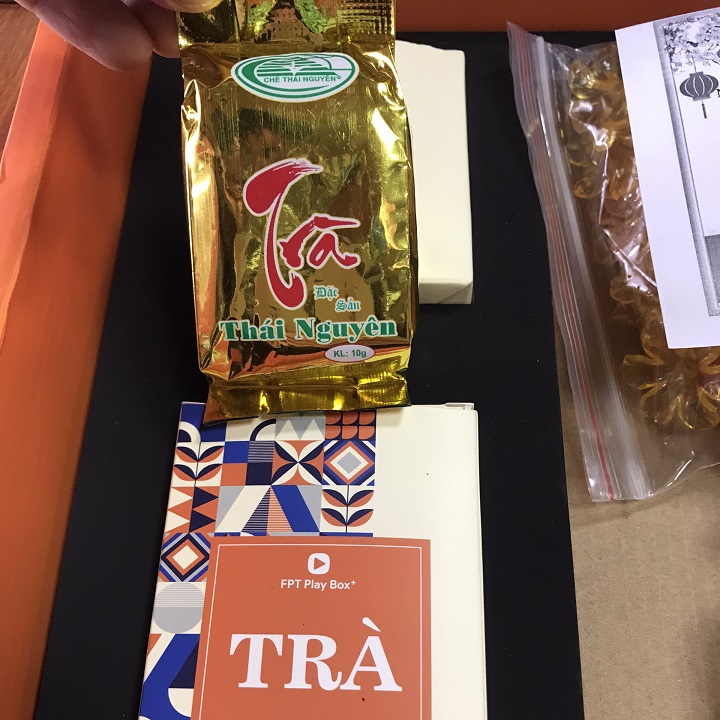 CHÈ THÁI NGUYÊN®
Trà
Đặc
Sản
Thái Nguyên
KL: 10g
FPT Play Box+
TRÀ